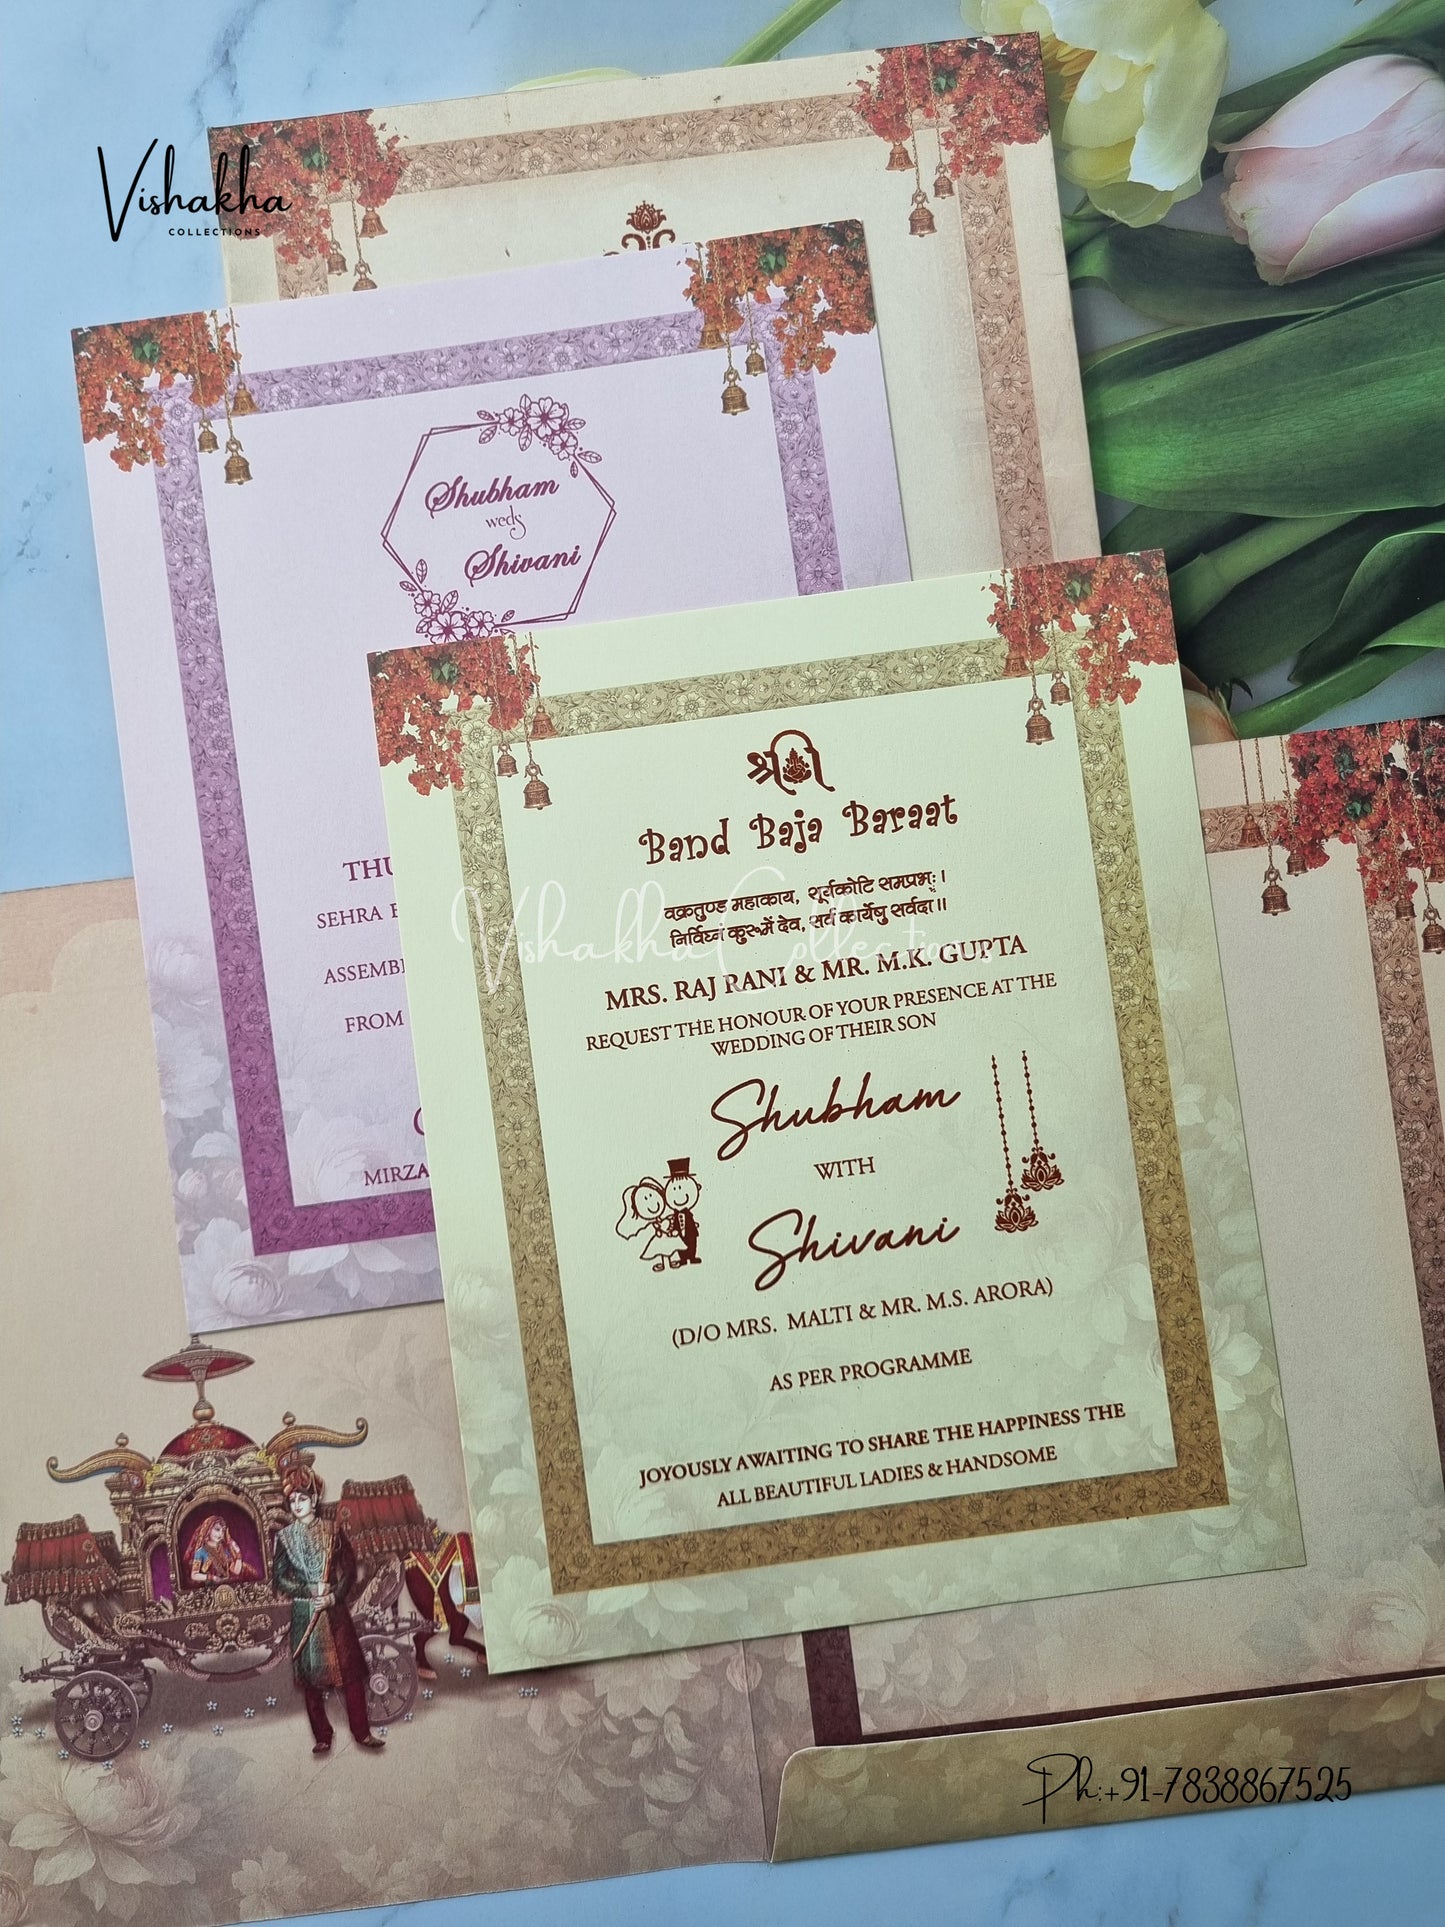 Vishakha
COLLECTIONS
Shubham
weds
Shivani
THU
SEHRA
ASSEMB
FROM
MIRZA
श्री
Band Baja Baraat
वक्रतुण्ड महाकाय, सूर्यकोटि समप्रभः।
निर्विघ्नं कुरूमें देव, सर्व कार्येषु सर्वदा॥
Vishakha Collections
MRS. RAJ RANI & MR. M.K. GUPTA
REQUEST THE HONOUR OF YOUR PRESENCE AT THE
WEDDING OF THEIR SON
Shubham
WITH
Shivani
(D/O MRS. MALTI & MR. M.S. ARORA)
AS PER PROGRAMME
JOYOUSLY AWAITING TO SHARE THE HAPPINESS THE
ALL BEAUTIFUL LADIES & HANDSOME
Ph:+91-7838867525